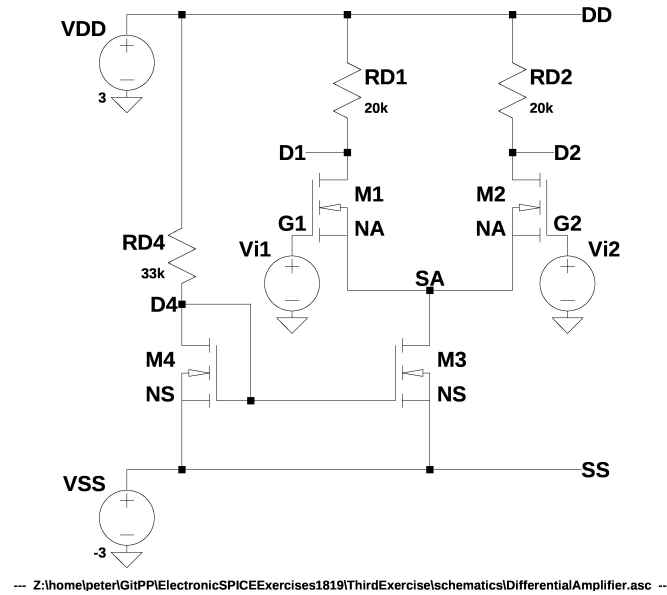 DD
VDD
3
RD1
20k
RD2
20k
D1
D2
M1
M2
G1
NA
NA
G2
RD4
33k
Vi1
Vi2
SA
D4
M4
M3
NS
NS
SS
VSS
-3
--- Z:\home\peter\GitPP\ElectronicSPICEExercises1819\ThirdExercise\schematics\DifferentialAmplifier.asc --